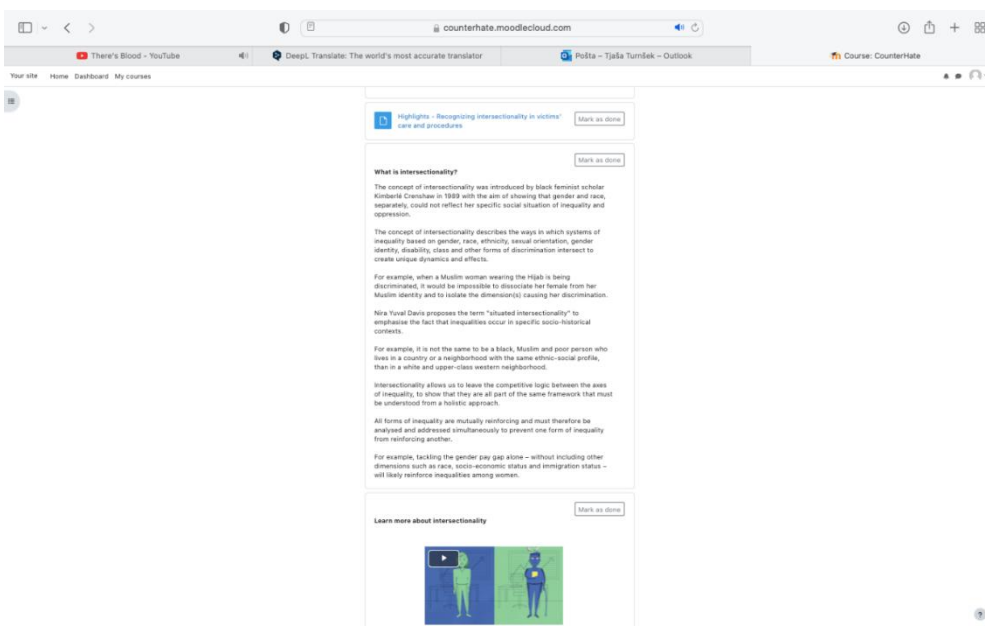 counterhate.moodlecloud.com
There's Blood – YouTube
DeepL Translate: The world's most accurate translator
Pošta – Tjaša Turnšek – Outlook
Course: CounterHate
Your site Home Dashboard My courses
Highlights - Recognizing intersectionality in victims'
care and procedures
Mark as done
Mark as done
What is intersectionality?
The concept of intersectionality was introduced by black feminist scholar
Kimberlé Crenshaw in 1989 with the aim of showing that gender and race,
separately, could not reflect her specific social situation of inequality and
oppression.
The concept of intersectionality describes the ways in which systems of
inequality based on gender, race, ethnicity, sexual orientation, gender
identity, disability, class and other forms of discrimination intersect to
create unique dynamics and effects.
For example, when a Muslim woman wearing the Hijab is being
discriminated, it would be impossible to dissociate her female from her
Muslim identity and to isolate the dimension(s) causing her discrimination.
Nira Yuval Davis proposes the term "situated intersectionality" to
emphasise the fact that inequalities occur in specific socio-historical
contexts.
For example, it is not the same to be a black, Muslim and poor person who
lives in a country or a neighborhood with the same ethnic-social profile,
than in a white and upper-class western neighborhood.
Intersectionality allows us to leave the competitive logic between the axes
of inequality, to show that they are all part of the same framework that must
be understood from a holistic approach.
All forms of inequality are mutually reinforcing and must therefore be
analysed and addressed simultaneously to prevent one form of inequality
from reinforcing another.
For example, tackling the gender pay gap alone – without including other
dimensions such as race, socio-economic status and immigration status –
will likely reinforce inequalities among women.
Mark as done
Learn more about intersectionality
?